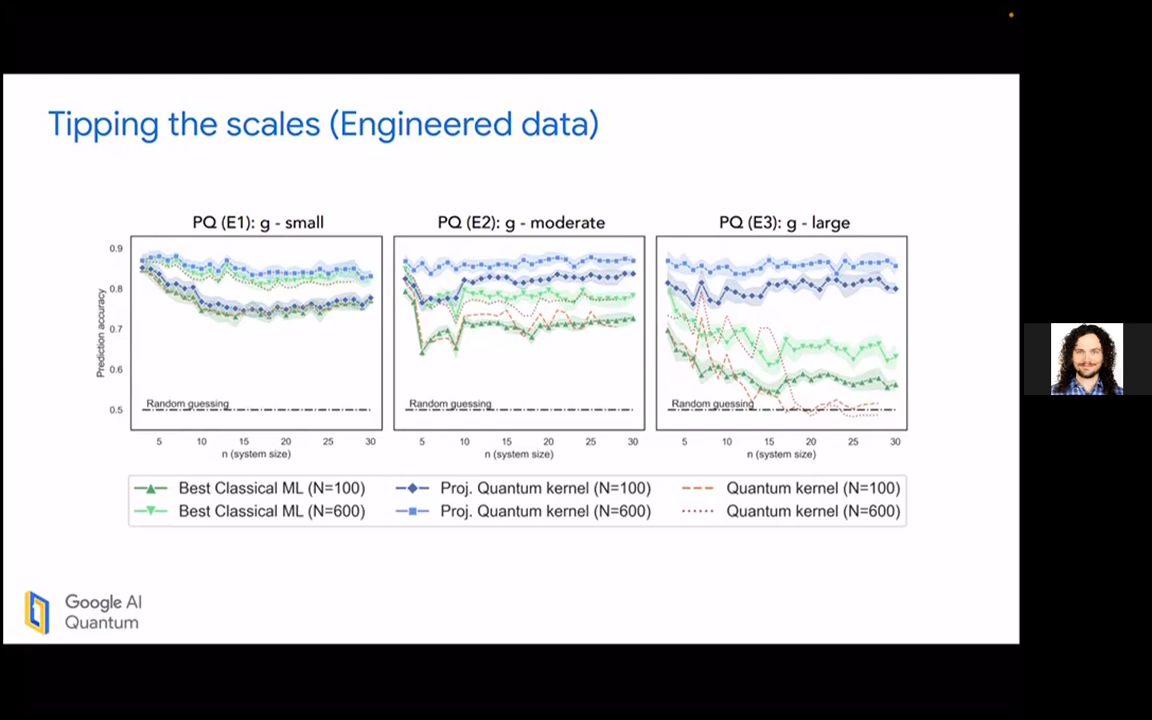 Tipping the scales (Engineered data)
PQ (E1): g - small
PQ (E2): g - moderate
PQ (E3): g - large
Prediction accuracy
0.9
0.8
0.7
0.6
0.5
Random guessing
Random guessing
Random guessing
5 10 15 20 25 30
5 10 15 20 25 30
5 10 15 20 25 30
n (system size)
n (system size)
n (system size)
Best Classical ML (N=100)
Proj. Quantum kernel (N=100)
Quantum kernel (N=100)
Best Classical ML (N=600)
Proj. Quantum kernel (N=600)
Quantum kernel (N=600)
Google AI
Quantum